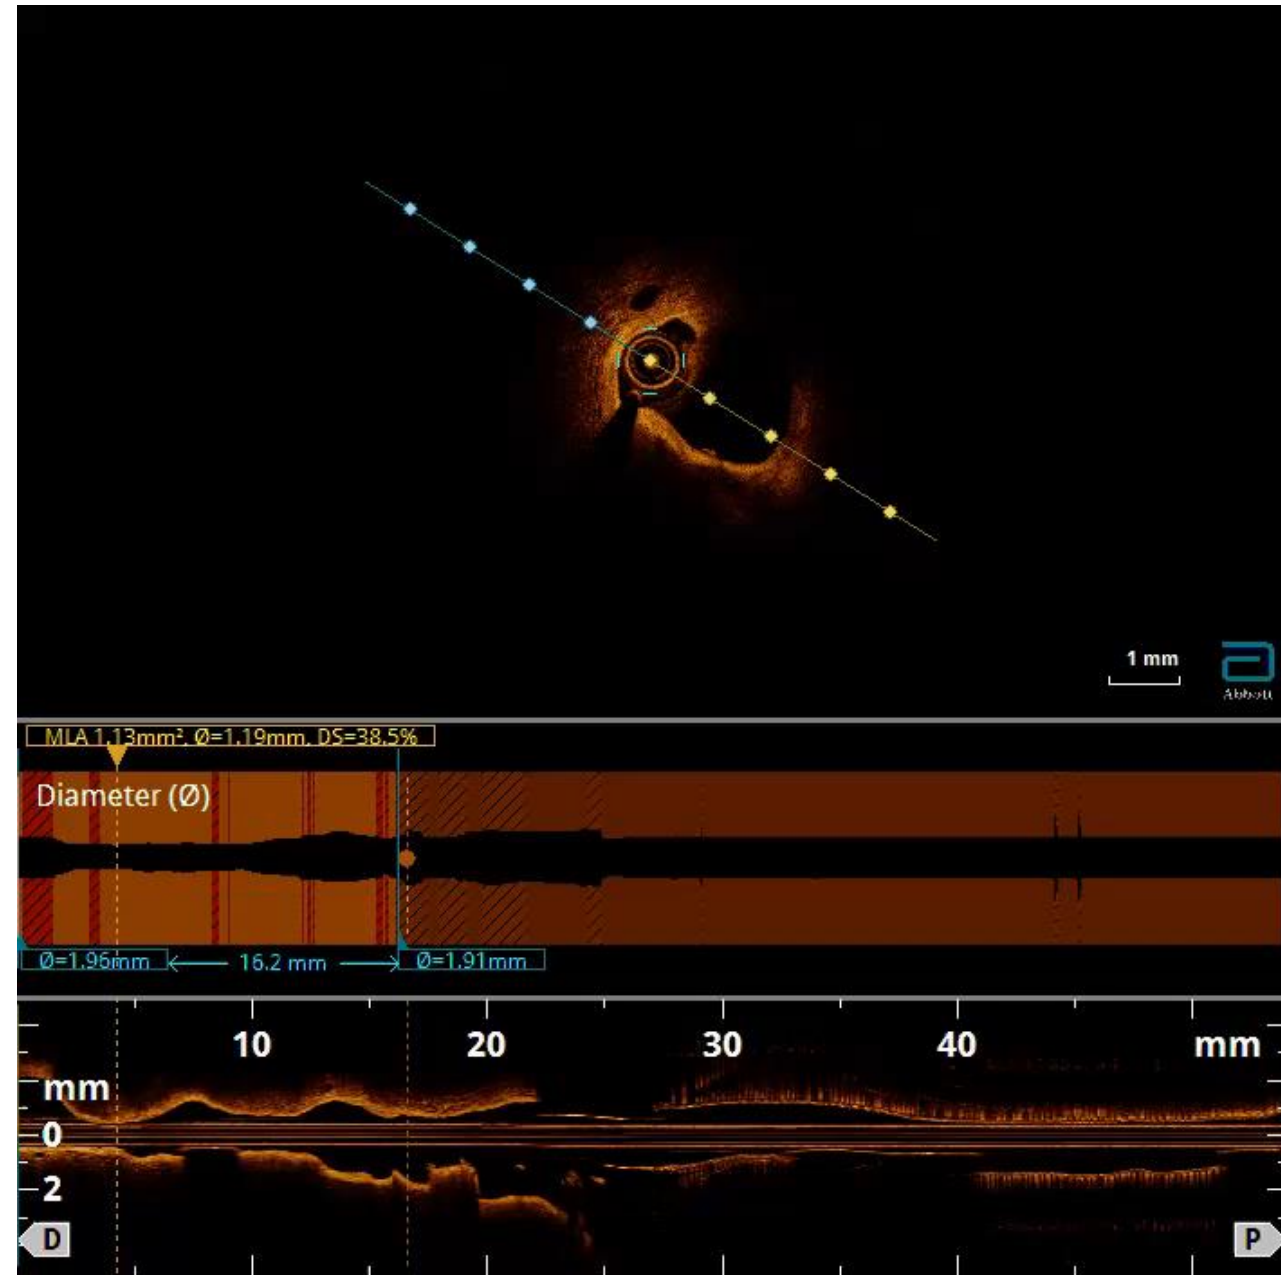 1 mm
Abbott
MLA 1.13mm², Ø=1.19mm, DS=38.5%
Diameter (Ø)
Ø=1.96mm 16.2 mm Ø=1.91mm
10 20 30 40 mm
mm
0
2
D P